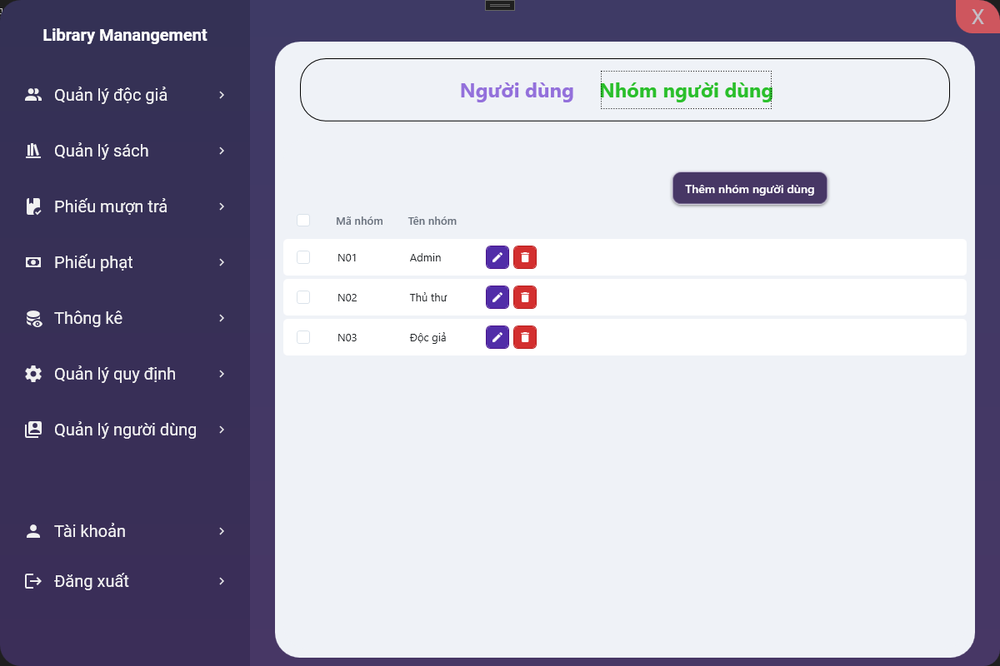 Library Manangement
X
Quản lý độc giả
Quản lý sách
Phiếu mượn trả
Phiếu phạt
Thông kê
Quản lý quy định
Quản lý người dùng
Tài khoản
Đăng xuất
Người dùng Nhóm người dùng
Thêm nhóm người dùng
Mã nhóm Tên nhóm
N01 Admin
N02 Thủ thư
N03 Độc giả